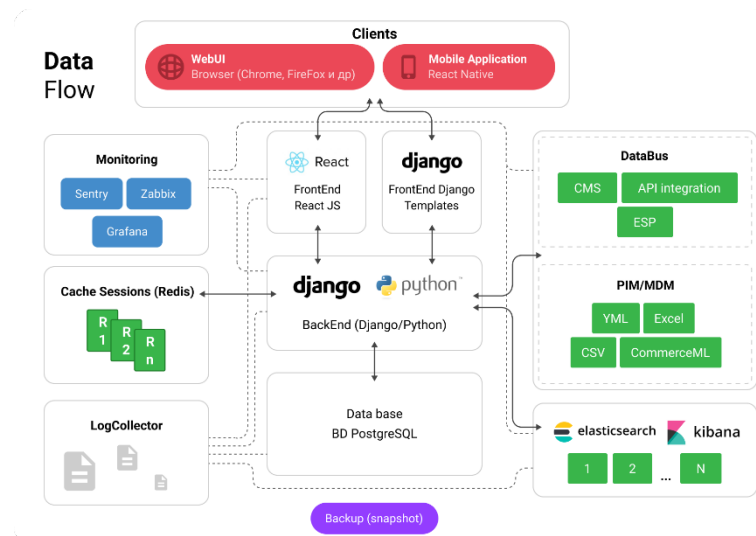 Data
Flow
Clients
WebUI
Browser (Chrome, FireFox и др)
Mobile Application
React Native
Monitoring
Sentry
Zabbix
Grafana
React
FrontEnd
React JS
django
FrontEnd Django
Templates
DataBus
CMS
API integration
ESP
Cache Sessions (Redis)
R
1
R
2
R
n
django
python™
BackEnd (Django/Python)
PIM/MDM
YML
Excel
CSV
CommerceML
LogCollector
Data base
BD PostgreSQL
elasticsearch
kibana
1
2
...
N
Backup (snapshot)